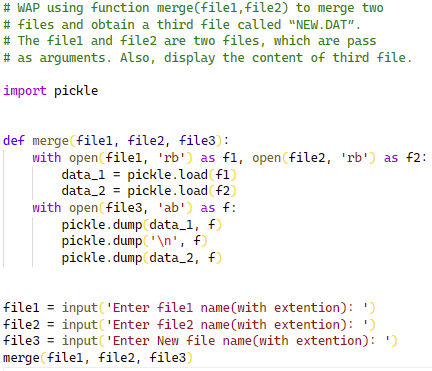 # WAP using function merge(file1,file2) to merge two
# files and obtain a third file called “NEW.DAT”.
# The file1 and file2 are two files, which are pass
# as arguments. Also, display the content of third file.
import pickle
def merge(file1, file2, file3):
    with open(file1, 'rb') as f1, open(file2, 'rb') as f2:
        data_1 = pickle.load(f1)
        data_2 = pickle.load(f2)
    with open(file3, 'ab') as f:
        pickle.dump(data_1, f)
        pickle.dump('\n', f)
        pickle.dump(data_2, f)
file1 = input('Enter file1 name(with extention): ')
file2 = input('Enter file2 name(with extention): ')
file3 = input('Enter New file name(with extention): ')
merge(file1, file2, file3)